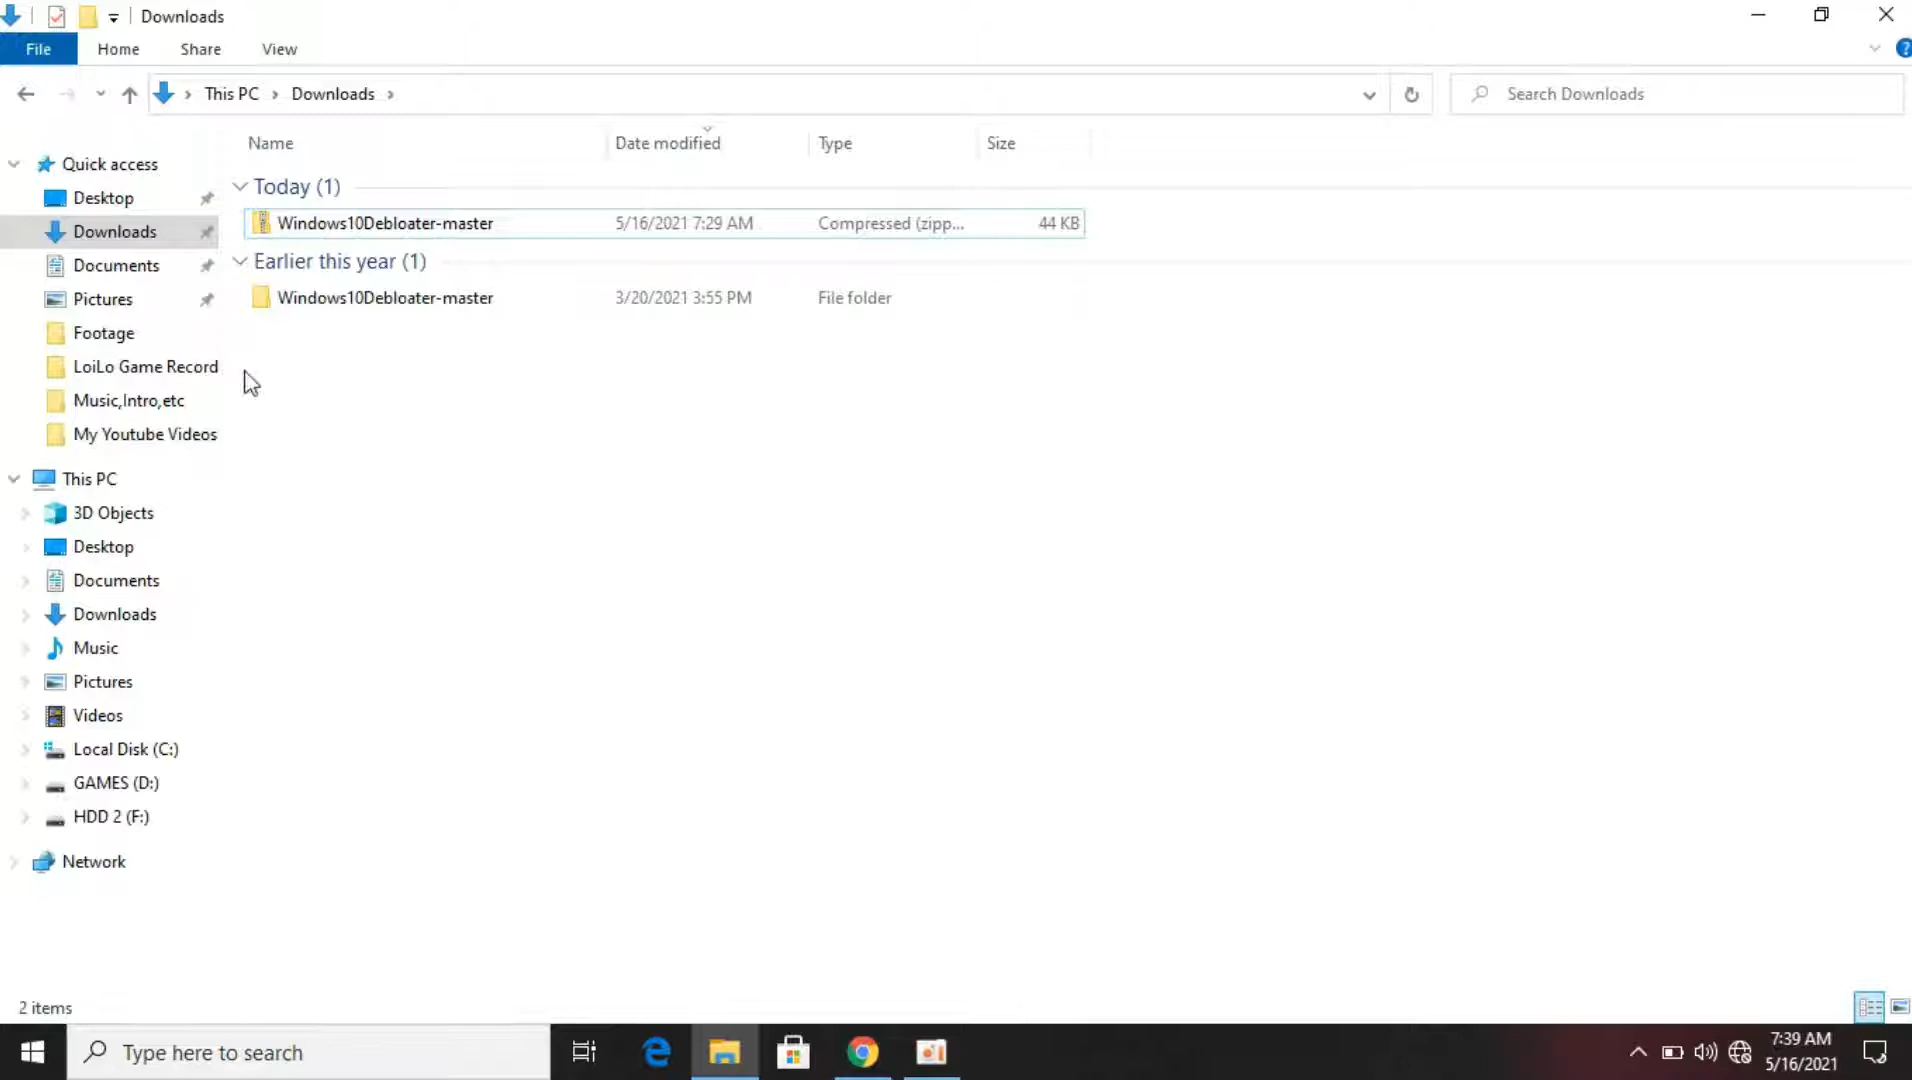 Downloads
File Home Share View
This PC Downloads
Search Downloads
Name Date modified Type Size
Quick access
Desktop
Downloads
Documents
Pictures
Footage
LoiLo Game Record
Music,Intro,etc
My Youtube Videos
This PC
3D Objects
Desktop
Documents
Downloads
Music
Pictures
Videos
Local Disk (C:)
GAMES (D:)
HDD 2 (F:)
Network
Today (1)
Windows10Debloater-master 5/16/2021 7:29 AM Compressed (zipp... 44 KB
Earlier this year (1)
Windows10Debloater-master 3/20/2021 3:55 PM File folder
2 items
Type here to search
7:39 AM
5/16/2021